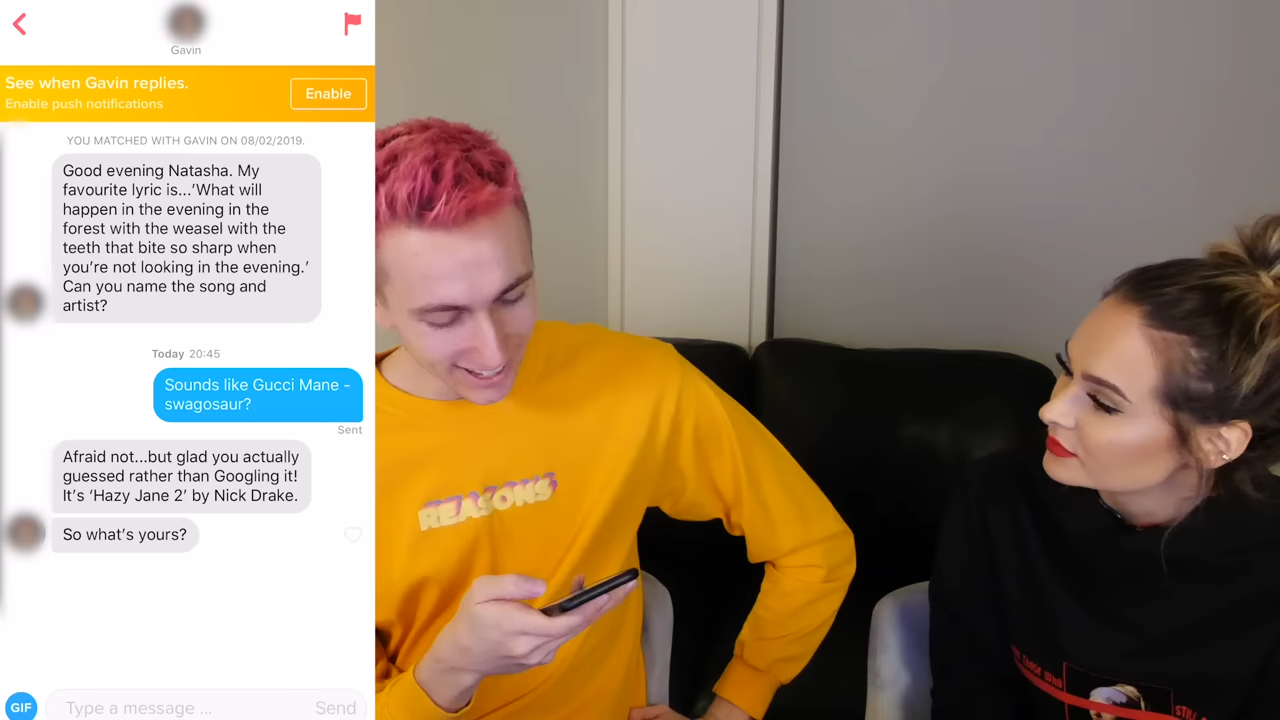 Gavin
See when Gavin replies.
Enable push notifications
Enable
YOU MATCHED WITH GAVIN ON 08/02/2019.
Good evening Natasha. My
favourite lyric is...’What will
happen in the evening in the
forest with the weasel with the
teeth that bite so sharp when
you’re not looking in the evening.’
Can you name the song and
artist?
Today 20:45
Sounds like Gucci Mane -
swagosaur?
Sent
Afraid not...but glad you actually
guessed rather than Googling it!
It’s ‘Hazy Jane 2’ by Nick Drake.
So what’s yours?
GIF
Type a message ...
Send
REASONS
THOSE WHO
STILL